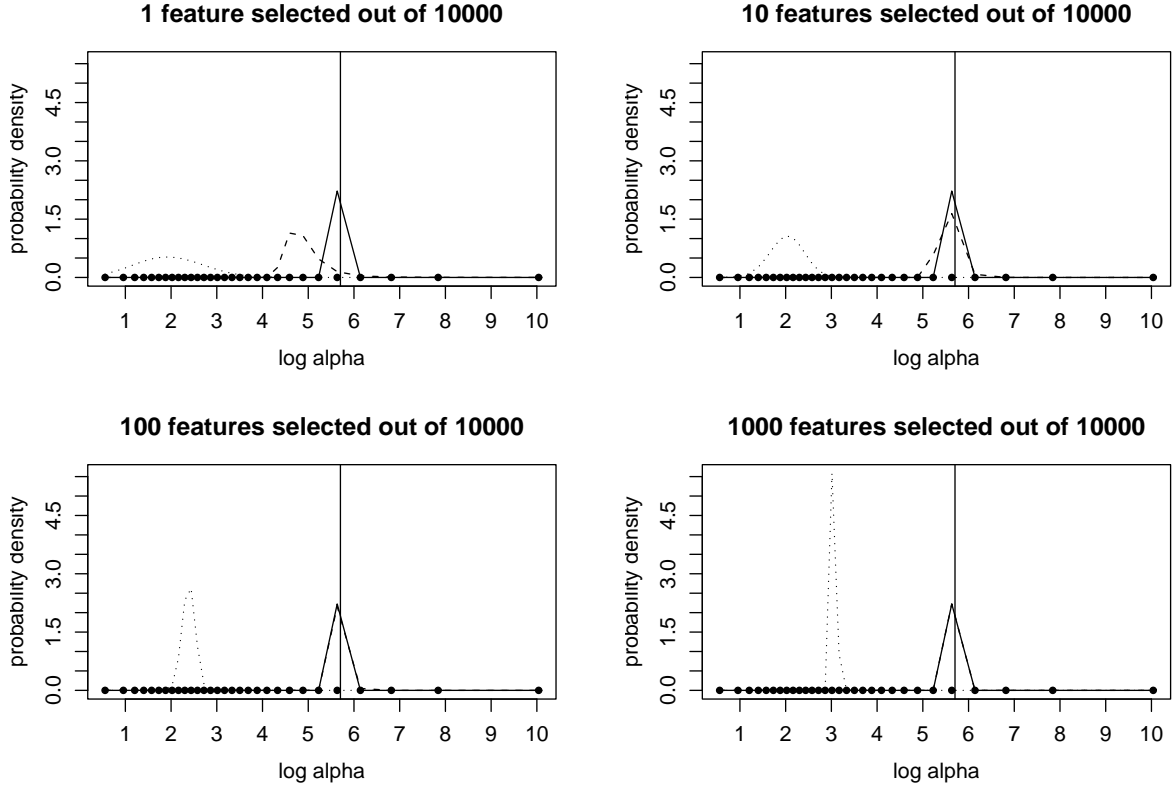 1 feature selected out of 10000
probability density
0.0 1.5 3.0 4.5
1 2 3 4 5 6 7 8 9 10
log alpha
10 features selected out of 10000
probability density
0.0 1.5 3.0 4.5
1 2 3 4 5 6 7 8 9 10
log alpha
100 features selected out of 10000
probability density
0.0 1.5 3.0 4.5
1 2 3 4 5 6 7 8 9 10
log alpha
1000 features selected out of 10000
probability density
0.0 1.5 3.0 4.5
1 2 3 4 5 6 7 8 9 10
log alpha